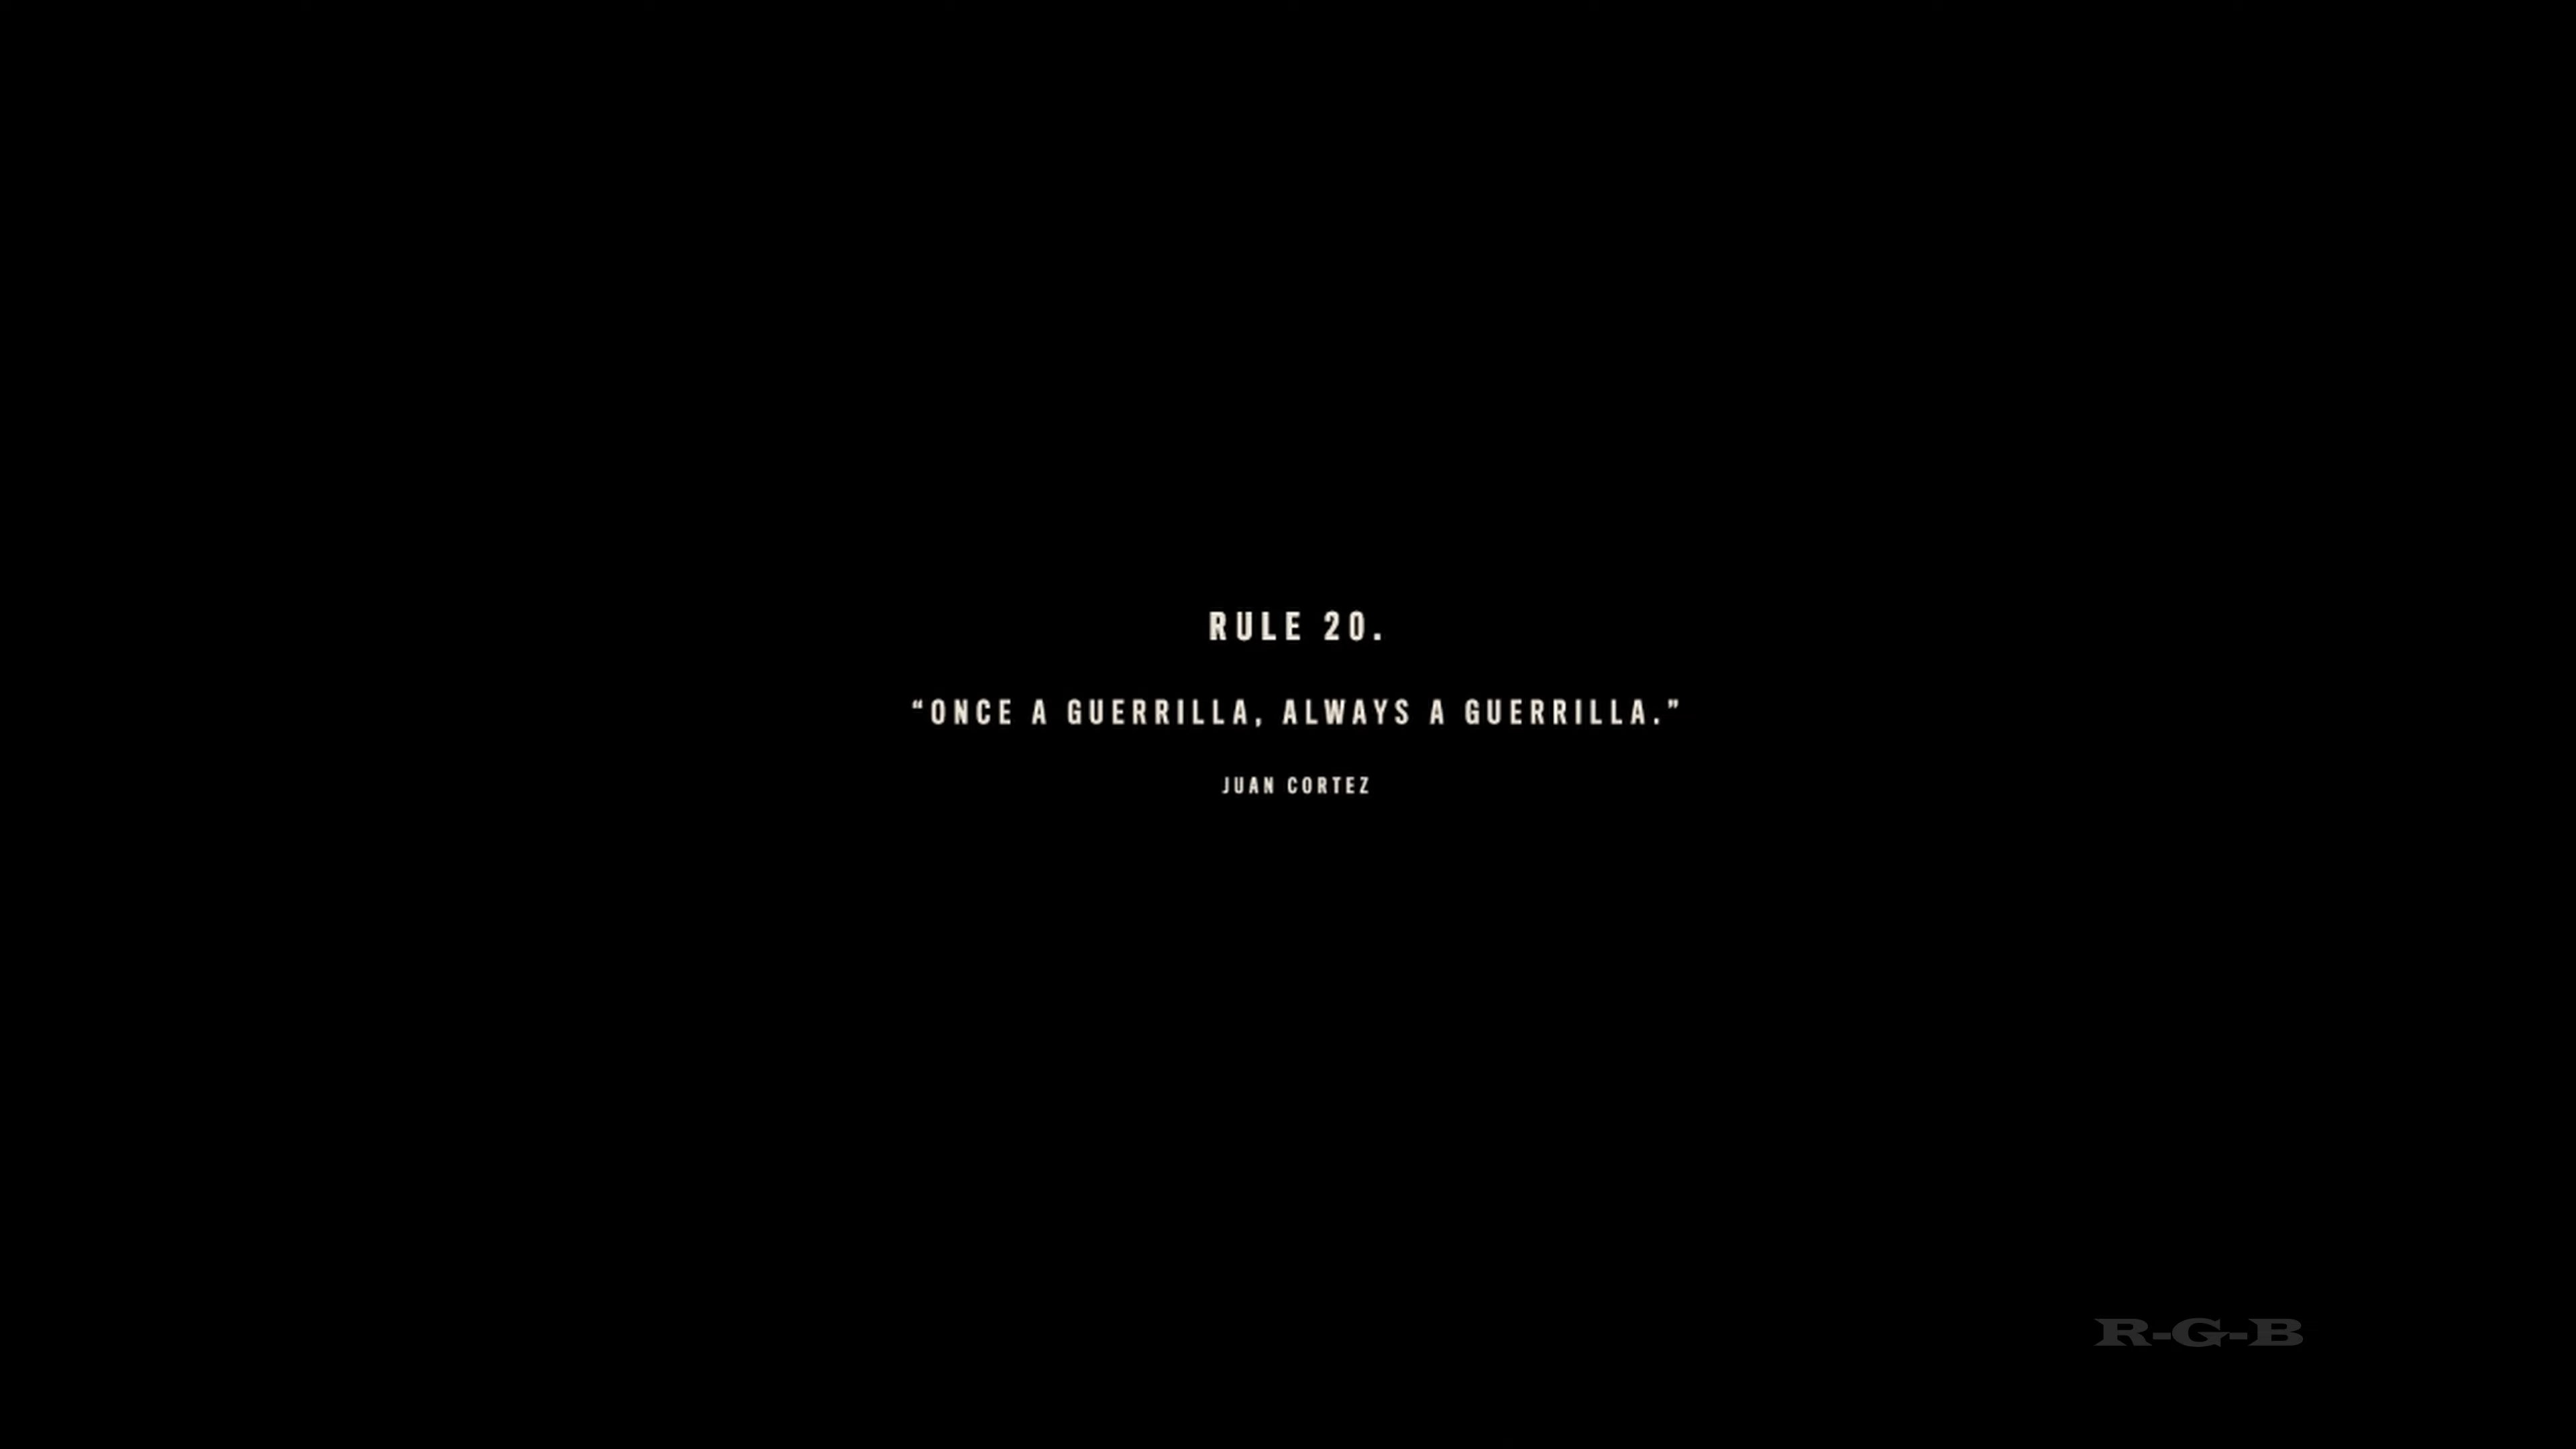 RULE 20.
“ONCE A GUERRILLA, ALWAYS A GUERRILLA.”
JUAN CORTEZ
R-G-B